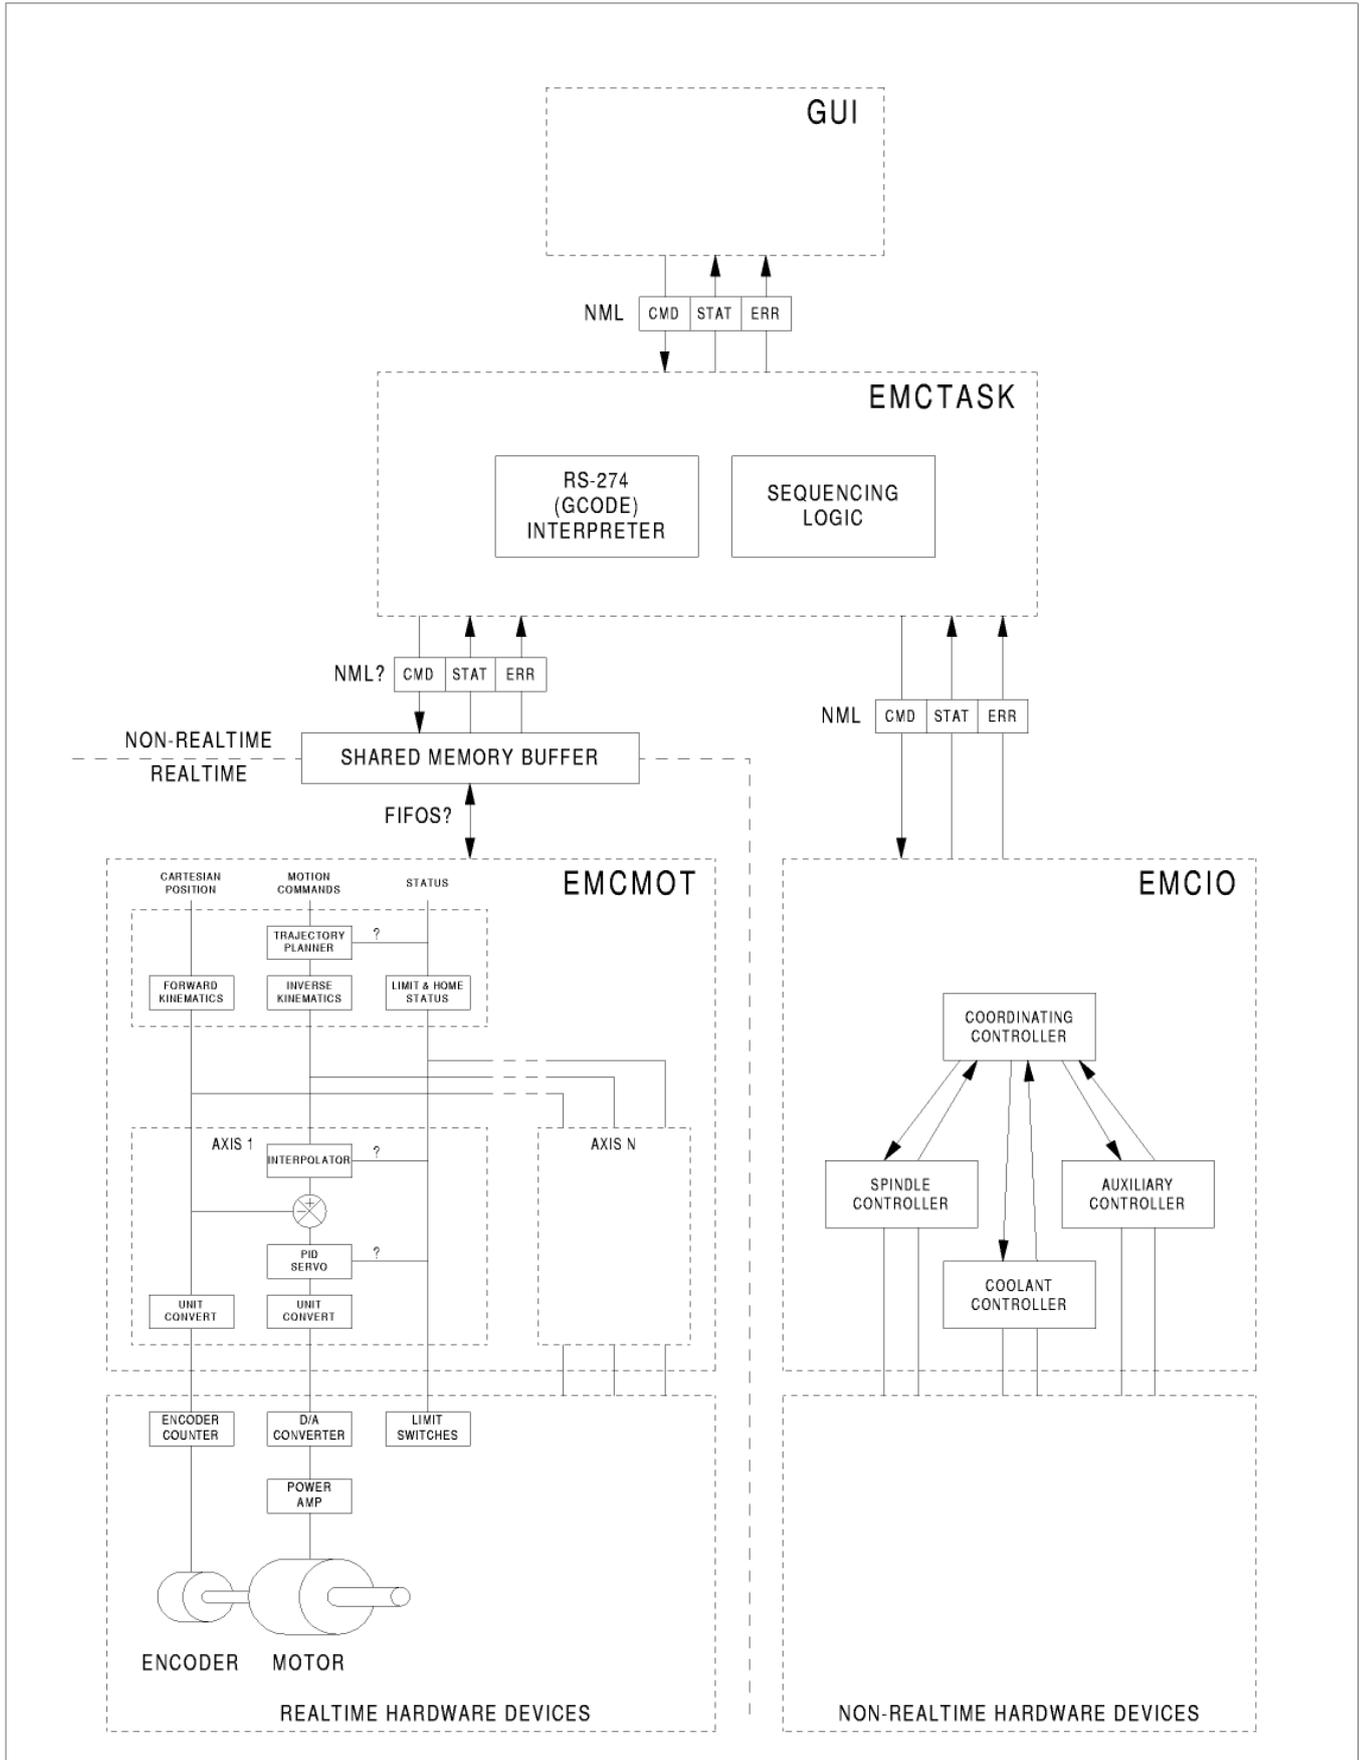 GUI
NML
CMD
STAT
ERR
EMCTASK
RS-274
(GCODE)
INTERPRETER
SEQUENCING
LOGIC
NML?
CMD
STAT
ERR
NML
CMD
STAT
ERR
NON-REALTIME
REALTIME
SHARED MEMORY BUFFER
FIFOS?
EMCMOT
CARTESIAN
POSITION
MOTION
COMMANDS
STATUS
TRAJECTORY
PLANNER
?
FORWARD
KINEMATICS
INVERSE
KINEMATICS
LIMIT & HOME
STATUS
AXIS 1
INTERPOLATOR
?
+
−
PID
SERVO
?
UNIT
CONVERT
UNIT
CONVERT
AXIS N
EMCIO
COORDINATING
CONTROLLER
SPINDLE
CONTROLLER
AUXILIARY
CONTROLLER
COOLANT
CONTROLLER
ENCODER
COUNTER
D/A
CONVERTER
LIMIT
SWITCHES
POWER
AMP
ENCODER
MOTOR
REALTIME HARDWARE DEVICES
NON-REALTIME HARDWARE DEVICES